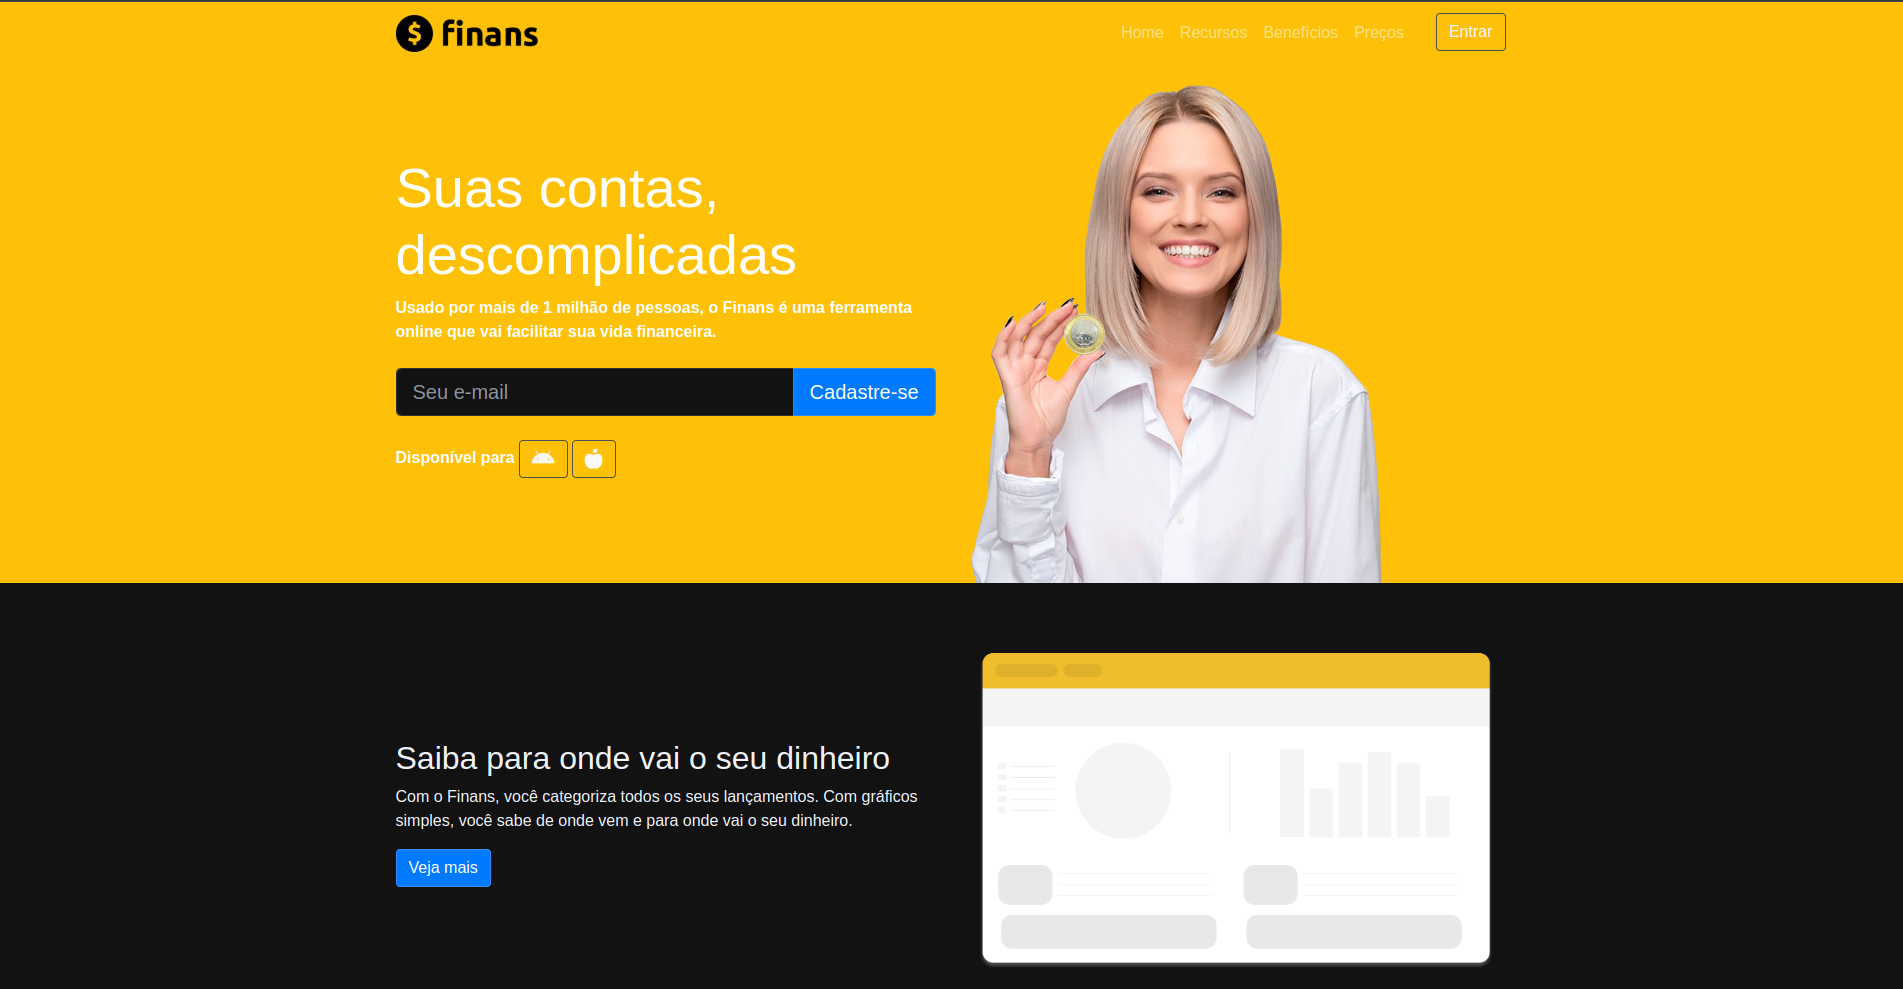 $ finans
Home Recursos Benefícios Preços Entrar
Suas contas,
descomplicadas
Usado por mais de 1 milhão de pessoas, o Finans é uma ferramenta
online que vai facilitar sua vida financeira.
Seu e-mail Cadastre-se
Disponível para
Saiba para onde vai o seu dinheiro
Com o Finans, você categoriza todos os seus lançamentos. Com gráficos
simples, você sabe de onde vem e para onde vai o seu dinheiro.
Veja mais